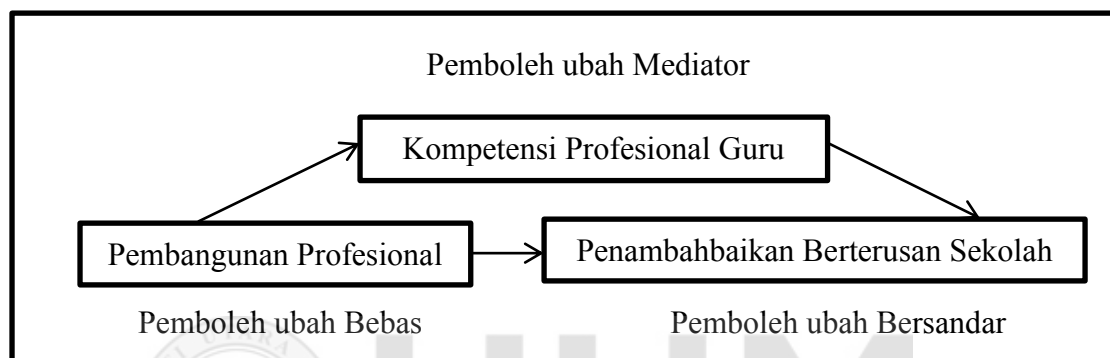 Pemboleh ubah Mediator
Kompetensi Profesional Guru
Pembangunan Profesional
Penambahbaikan Berterusan Sekolah
Pemboleh ubah Bebas
Pemboleh ubah Bersandar